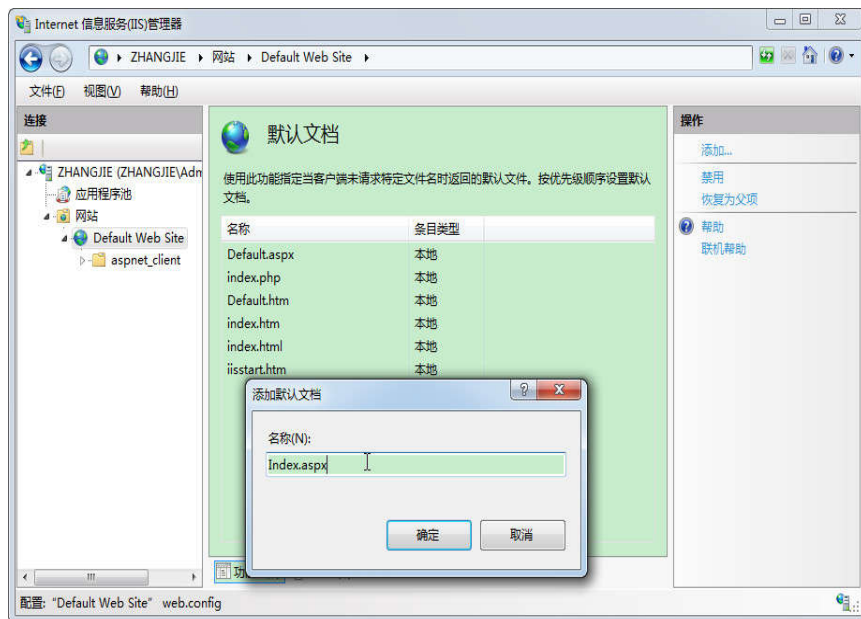 Internet 信息服务(IIS)管理器
ZHANGJIE 网站 Default Web Site
文件(F) 视图(V) 帮助(H)
连接
ZHANGJIE (ZHANGJIE\Adn
应用程序池
网站
Default Web Site
aspnet_client
默认文档
使用此功能指定当客户端未请求特定文件名时返回的默认文件。按优先级顺序设置默认
文档。
名称 条目类型
Default.aspx 本地
index.php 本地
Default.htm 本地
index.htm 本地
index.html 本地
iisstart.htm 本地
添加默认文档
名称(N):
Index.aspx
确定 取消
操作
添加...
禁用
恢复为父项
帮助
联机帮助
配置: "Default Web Site" web.config